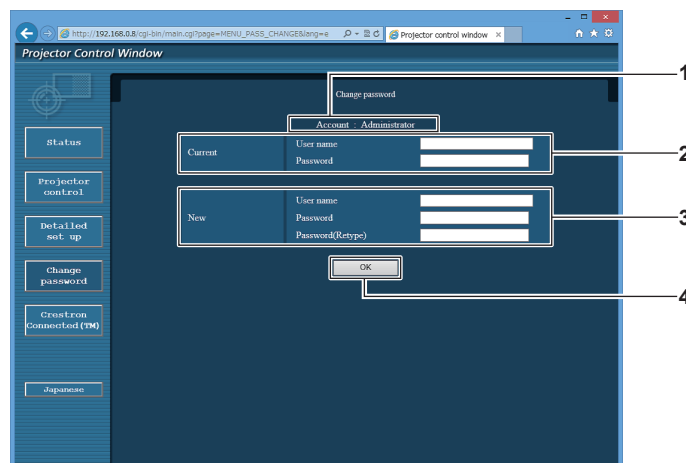 http://192.168.0.8/cgi-bin/main.cgi?page=MENU_PASS_CHANGE&lang=e
Projector control window
Projector Control Window
1
Change password
Account : Administrator
Status
Current
User name
Password
2
Projector control
New
User name
Password
Password(Retype)
3
Detailed set up
Change password
OK
4
Crestron Connected(TM)
Japanese